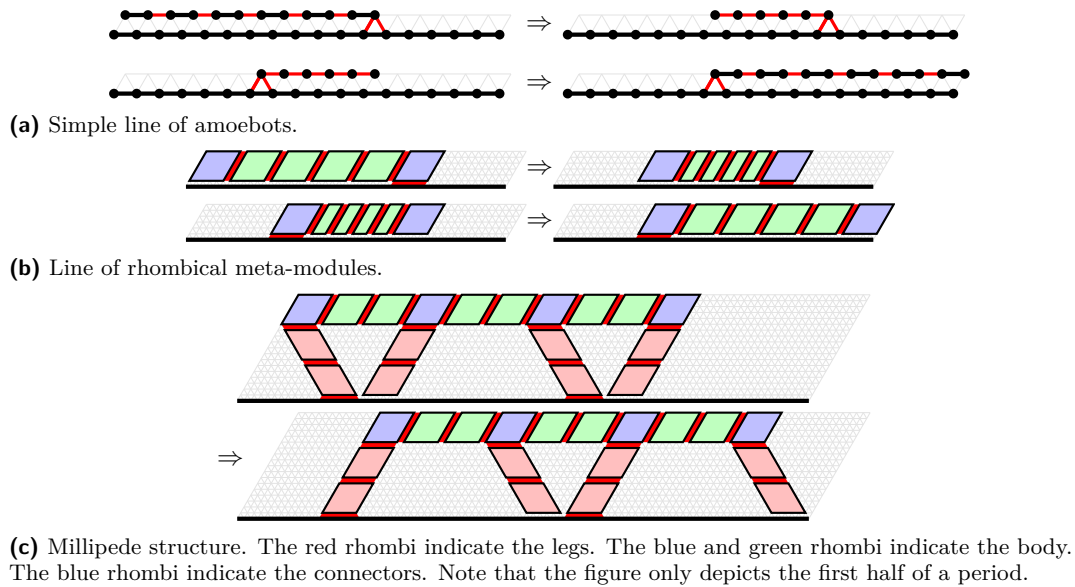 ⇒
⇒
(a) Simple line of amoebots.
⇒
⇒
(b) Line of rhombical meta-modules.
⇒
(c) Millipede structure. The red rhombi indicate the legs. The blue and green rhombi indicate the body.
The blue rhombi indicate the connectors. Note that the figure only depicts the first half of a period.